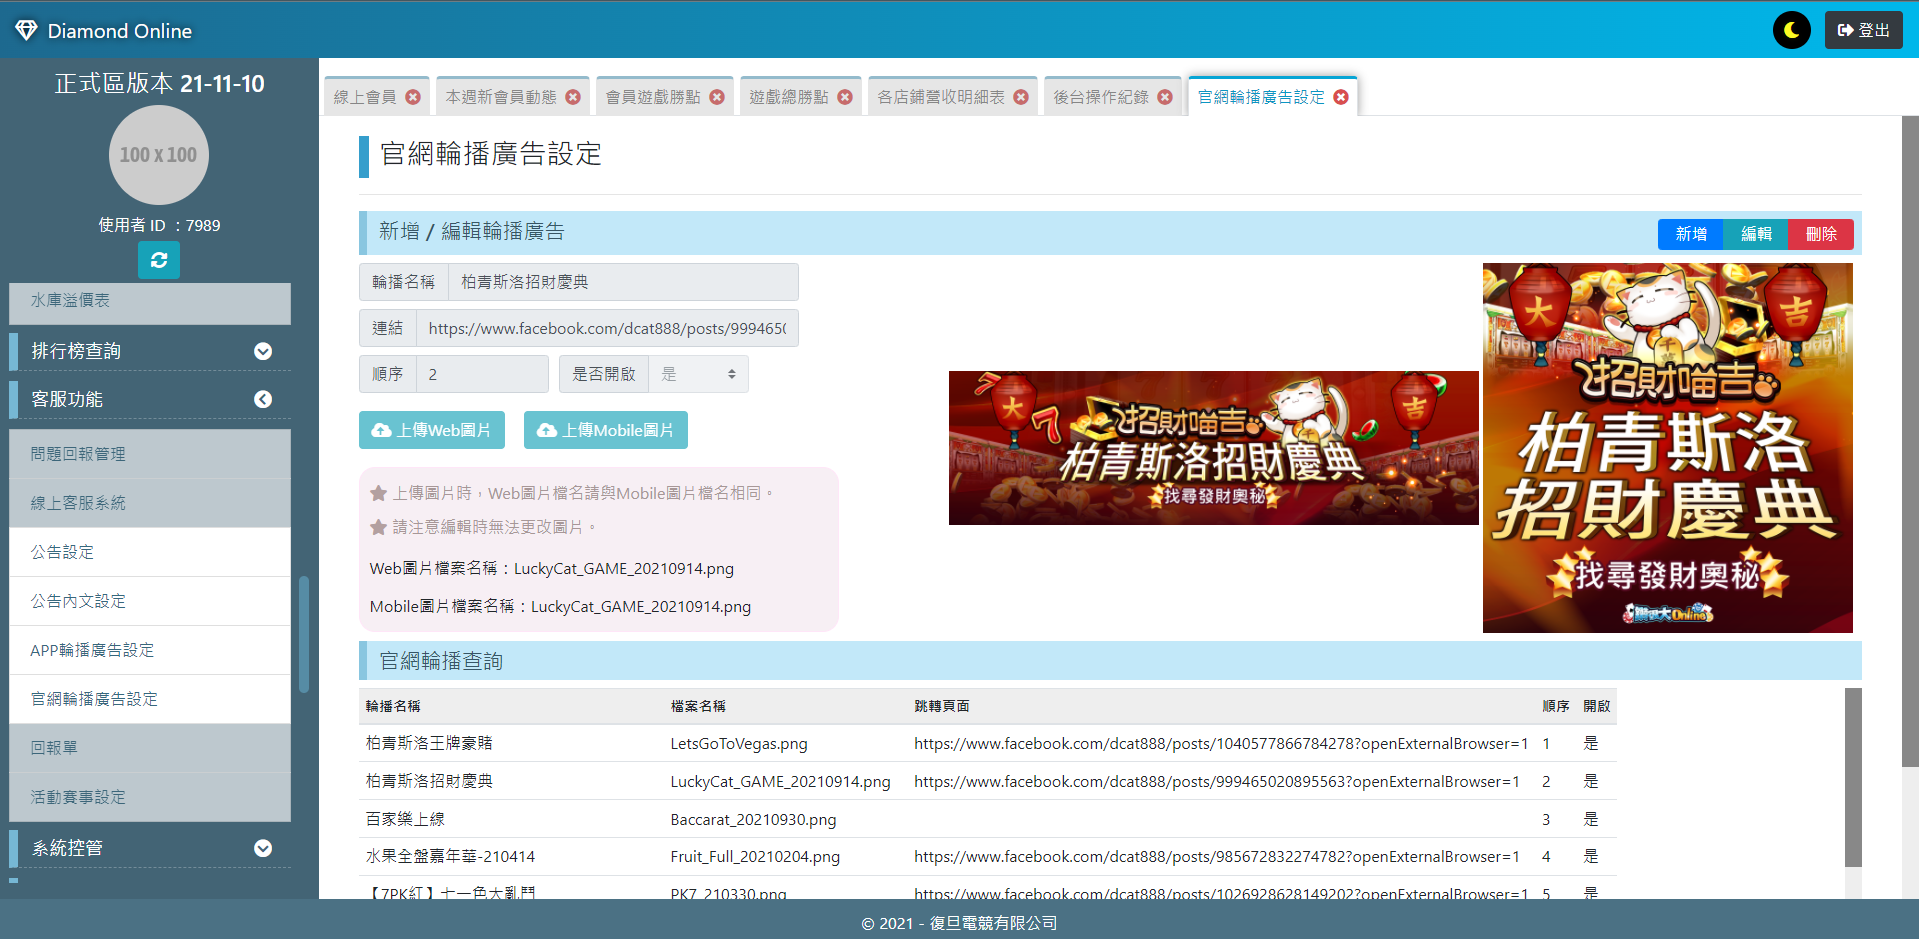 Diamond Online
登出
正式區版本 21-11-10
100 x 100
使用者 ID ：7989
水庫溢價表
排行榜查詢
客服功能
問題回報管理
線上客服系統
公告設定
公告內文設定
APP輪播廣告設定
官網輪播廣告設定
回報單
活動賽事設定
系統控管
線上會員
本週新會員動態
會員遊戲勝點
遊戲總勝點
各店鋪營收明細表
後台操作紀錄
官網輪播廣告設定
官網輪播廣告設定
新增 / 編輯輪播廣告
新增 編輯 刪除
輪播名稱 柏青斯洛招財慶典
連結 https://www.facebook.com/dcat888/posts/999465(
順序 2 是否開啟 是
上傳Web圖片 上傳Mobile圖片
上傳圖片時，Web圖片檔名請與Mobile圖片檔名相同。
請注意編輯時無法更改圖片。
Web圖片檔案名稱：LuckyCat_GAME_20210914.png
Mobile圖片檔案名稱：LuckyCat_GAME_20210914.png
大 吉
招財喵吉
柏青斯洛招財慶典
找尋發財奧秘
大 吉
千萬
招財喵吉
柏青斯洛
招財慶典
找尋發財奧秘
官網輪播查詢
輪播名稱 檔案名稱 跳轉頁面 順序 開啟
柏青斯洛王牌豪賭 LetsGoToVegas.png https://www.facebook.com/dcat888/posts/1040577866784278?openExternalBrowser=1 1 是
柏青斯洛招財慶典 LuckyCat_GAME_20210914.png https://www.facebook.com/dcat888/posts/999465020895563?openExternalBrowser=1 2 是
百家樂上線 Baccarat_20210930.png 3 是
水果全盤嘉年華-210414 Fruit_Full_20210204.png https://www.facebook.com/dcat888/posts/985672832274782?openExternalBrowser=1 4 是
【7PK紅】七一色大亂鬥 PK7_210330.png https://www.facebook.com/dcat888/posts/1026928628149202?openExternalBrowser=1 5 是
© 2021 - 復旦電競有限公司